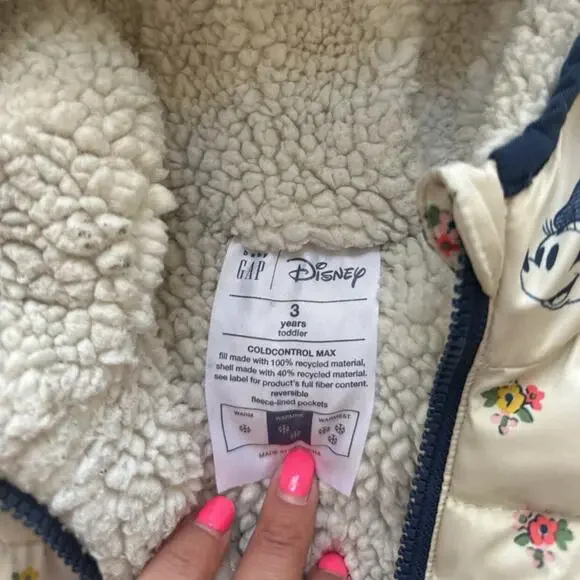 baby
GAP | Disney
3
years
toddler
COLDCONTROL MAX
fill made with 100% recycled material,
shell made with 40% recycled material.
see label for product's full fiber content.
reversible
fleece-lined pockets
WARM WARMER WARMEST
MADE